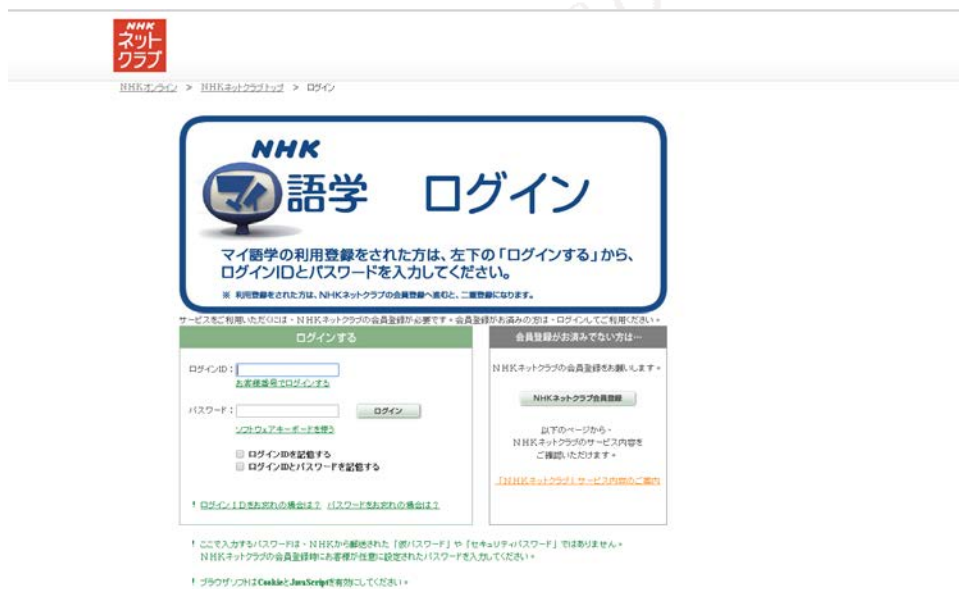 NHK
ネット
クラブ
NHKオンライン > NHKネットクラブトップ > ログイン
NHK
マイ語学 ログイン
マイ語学の利用登録をされた方は、左下の「ログインする」から、
ログインIDとパスワードを入力してください。
※ 利用登録をされた方は、NHKネットクラブの会員登録へ進むと、二重登録になります。
サービスをご利用いただくには、NHKネットクラブの会員登録が必要です。会員登録がお済みの方は、ログインしてご利用ください。
ログインする
ログインID：
お客様番号でログインする
パスワード：
ログイン
ソフトウェアキーボードを使う
ログインIDを記憶する
ログインIDとパスワードを記憶する
! ログインIDをお忘れの場合は？ パスワードをお忘れの場合は？
会員登録がお済みでない方は…
NHKネットクラブの会員登録をお願いします。
NHKネットクラブ会員登録
以下のページから、
NHKネットクラブのサービス内容を
ご確認いただけます。
「NHKネットクラブ」サービス内容のご案内
! ここで入力するパスワードは、NHKから郵送された「仮パスワード」や「セキュリティパスワード」ではありません。
NHKネットクラブの会員登録時にお客様が任意に設定されたパスワードを入力してください。
! ブラウザソフトはCookieとJavaScriptを有効にしてください。